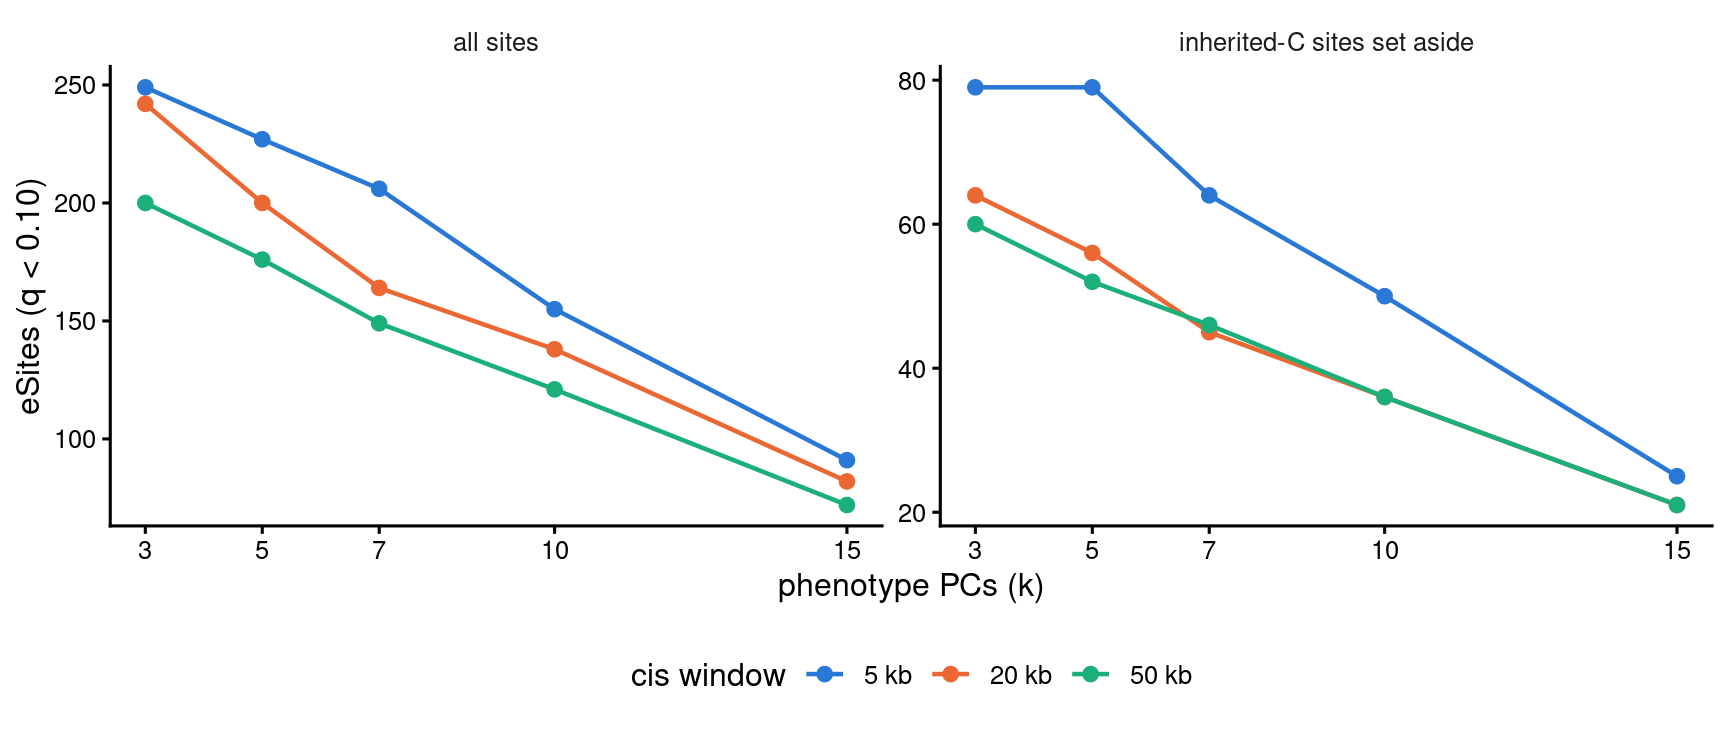 all sites
inherited-C sites set aside
eSites (q < 0.10)
250
200
150
100
80
60
40
20
3 5 7 10 15
3 5 7 10 15
phenotype PCs (k)
cis window 5 kb 20 kb 50 kb